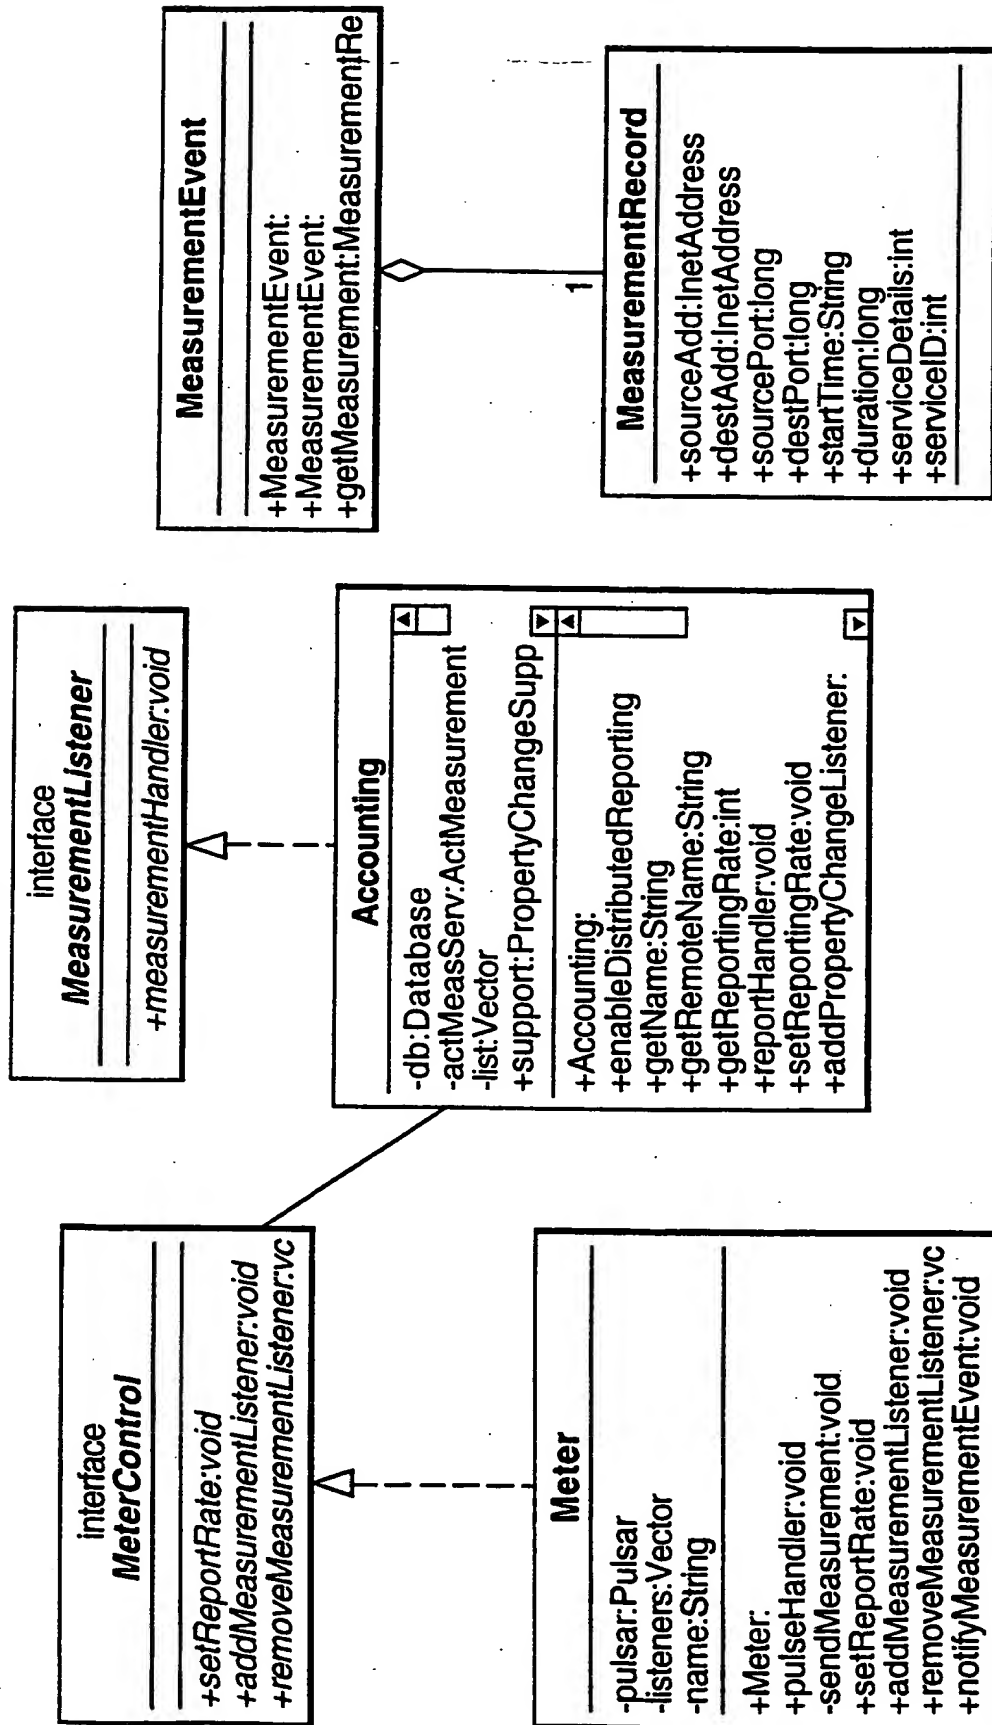 interface
MeterControl
+setReportRate:void
+addMeasurementListener:void
+removeMeasurementListener:vc
Meter
-pulsar:Pulsar
-listeners:Vector
-name:String
+Meter:
+pulseHandler:void
-sendMeasurement:void
+setReportRate:void
+addMeasurementListener:void
+removeMeasurementListener:vc
+notifyMeasurementEvent:void
interface
MeasurementListener
+measurementHandler:void
Accounting
-db:Database
-actMeasServ:ActMeasurement
-list:Vector
+support:PropertyChangeSupp
+Accounting:
+enableDistributedReporting
+getName:String
+getRemoteName:String
+getReportingRate:int
+reportHandler:void
+setReportingRate:void
+addPropertyChangeListener:
MeasurementEvent
+MeasurementEvent:
+MeasurementEvent:
+getMeasurement:MeasurementRe
1
MeasurementRecord
+sourceAdd:InetAddress
+destAdd:InetAddress
+sourcePort:long
+destPort:long
+startTime:String
+duration:long
+serviceDetails:int
+serviceID:int